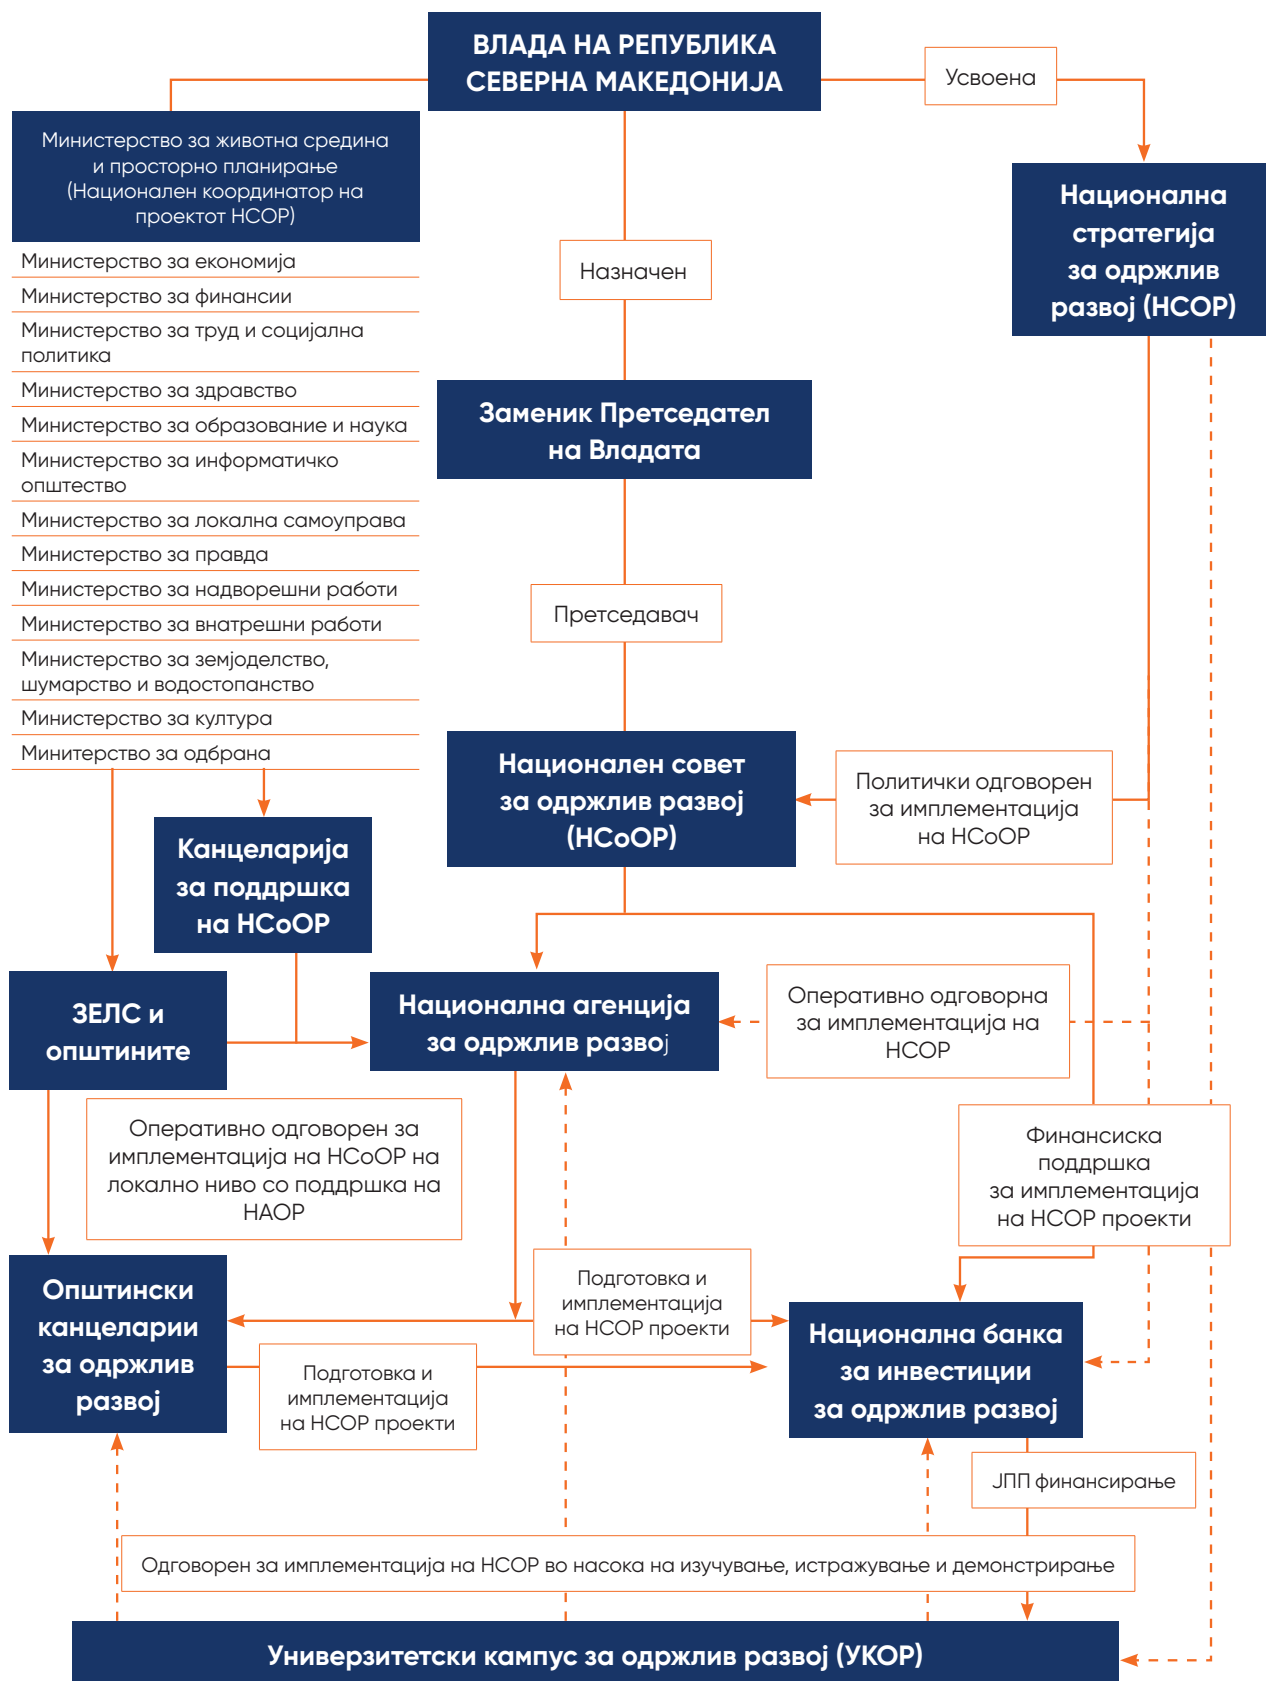 ВЛАДА НА РЕПУБЛИКА
СЕВЕРНА МАКЕДОНИЈА
Усвоена
Министерство за животна средина
и просторно планирање
(Национален координатор на
проектот НСОР)
Министерство за економија
Министерство за финансии
Министерство за труд и социјална
политика
Министерство за здравство
Министерство за образование и наука
Министерство за информатичко
општество
Министерство за локална самоуправа
Министерство за правда
Министерство за надворешни работи
Министерство за внатрешни работи
Министерство за земјоделство,
шумарство и водостопанство
Министерство за култура
Минитерство за одбрана
Национална
стратегија
за одржлив
развој (НСОР)
Назначен
Заменик Претседател
на Владата
Претседавач
Национален совет
за одржлив развој
(НСоОР)
Политички одговорен
за имплементација
на НСоОР
Канцеларија
за поддршка
на НСоОР
ЗЕЛС и
општините
Национална агенција
за одржлив развој
Оперативно одговорна
за имплементација на
НСОР
Оперативно одговорен за
имплементација на НСоОР на
локално ниво со поддршка на
НАОР
Финансиска
поддршка
за имплементација
на НСОР проекти
Општински
канцеларии
за одржлив
развој
Подготовка и
имплементација
на НСОР проекти
Подготовка и
имплементација
на НСОР проекти
Национална банка
за инвестиции
за одржлив развој
ЈПП финансирање
Одговорен за имплементација на НСОР во насока на изучување, истражување и демонстрирање
Универзитетски кампус за одржлив развој (УКОР)